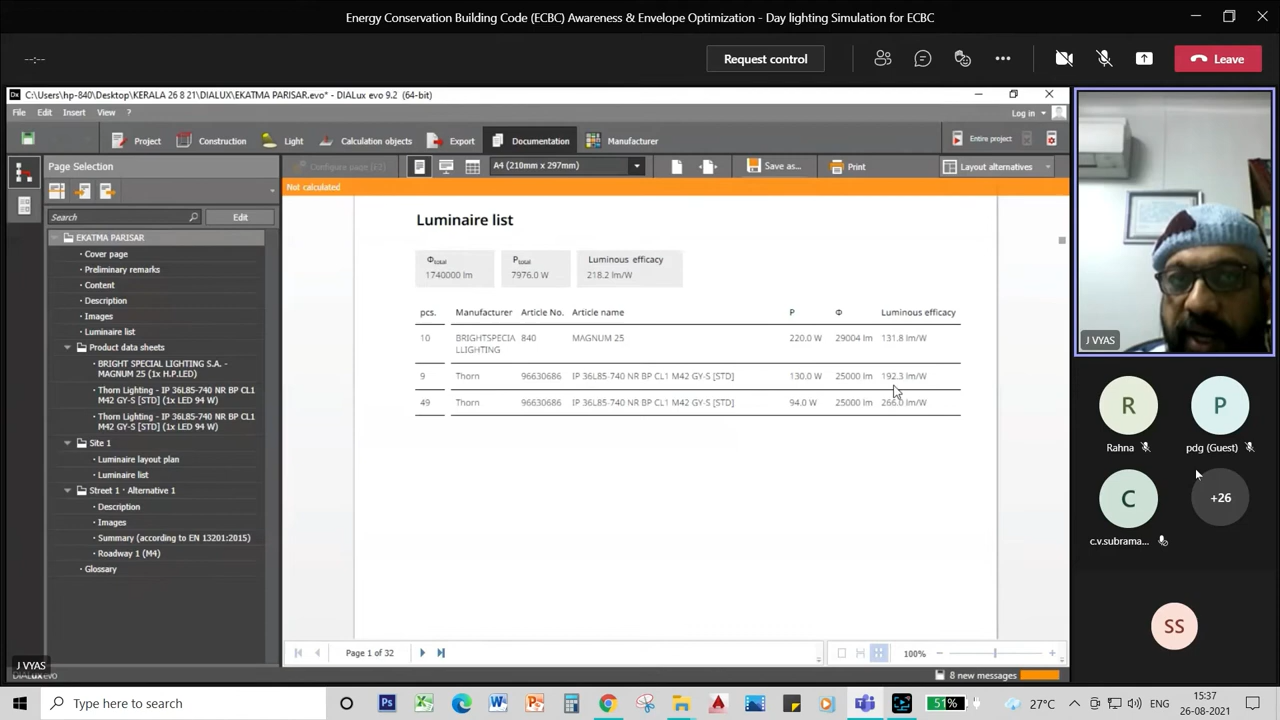 Energy Conservation Building Code (ECBC) Awareness & Envelope Optimization - Day lighting Simulation for ECBC
--:--
Request control
Leave
C:\Users\hp-840\Desktop\KERALA 26 8 21\DIALUX\EKATMA PARISAR.evo* - DIALux evo 9.2 (64-bit)
File Edit Insert View
Log in
Project Construction Light Calculation objects Export Documentation Manufacturer
Entire project
Page Selection
Configure page (F2)
A4 (210mm x 297mm)
Save as...
Print
Layout alternatives
Not calculated
Search
Edit
EKATMA PARISAR
Cover page
Preliminary remarks
Content
Description
Images
Luminaire list
Product data sheets
BRIGHT SPECIAL LIGHTING S.A. -
MAGNUM 25 (1x H.P.LED)
Thorn Lighting - IP 36L85-740 NR BP CL1
M42 GY-S [STD] (1x LED 94 W)
Thorn Lighting - IP 36L85-740 NR BP CL1
M42 GY-S [STD] (1x LED 94 W)
Site 1
Luminaire layout plan
Luminaire list
Street 1 · Alternative 1
Description
Images
Summary (according to EN 13201:2015)
Roadway 1 (M4)
Glossary
Luminaire list
Φtotal Ptotal Luminous efficacy
1740000 lm 7976.0 W 218.2 lm/W
pcs. Manufacturer Article No. Article name P Φ Luminous efficacy
10 BRIGHTSPECIA 840 MAGNUM 25 220.0 W 29004 lm 131.8 lm/W
LLIGHTING
9 Thorn 96630686 IP 36L85-740 NR BP CL1 M42 GY-S [STD] 130.0 W 25000 lm 192.3 lm/W
49 Thorn 96630686 IP 36L85-740 NR BP CL1 M42 GY-S [STD] 94.0 W 25000 lm 266.0 lm/W
Page 1 of 32
100%
8 new messages
J VYAS
DIALux evo
J VYAS
R
Rahna
P
pdg (Guest)
C
c.v.subrama...
+26
SS
Type here to search
51%
27°C
15:37
26-08-2021